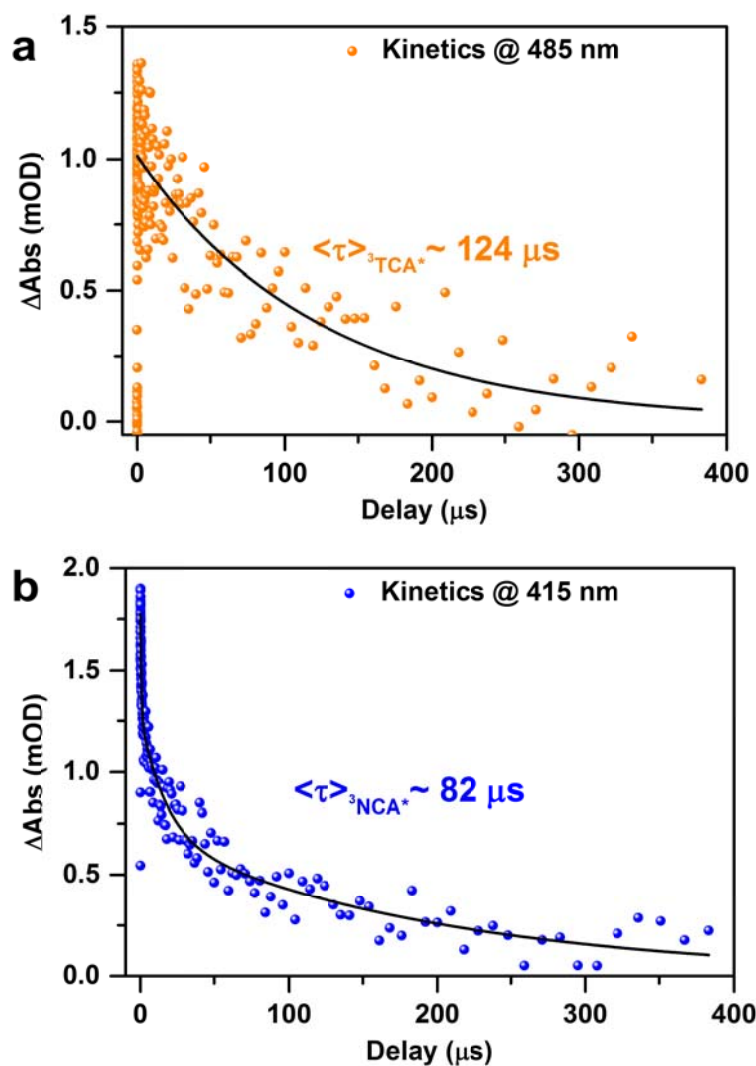 a
Kinetics @ 485 nm
1.5
1.0
0.5
0.0
ΔAbs (mOD)
<τ>³TCA*~ 124 μs
0 100 200 300 400
Delay (μs)
b
Kinetics @ 415 nm
2.0
1.5
1.0
0.5
0.0
ΔAbs (mOD)
<τ>³NCA*~ 82 μs
0 100 200 300 400
Delay (μs)